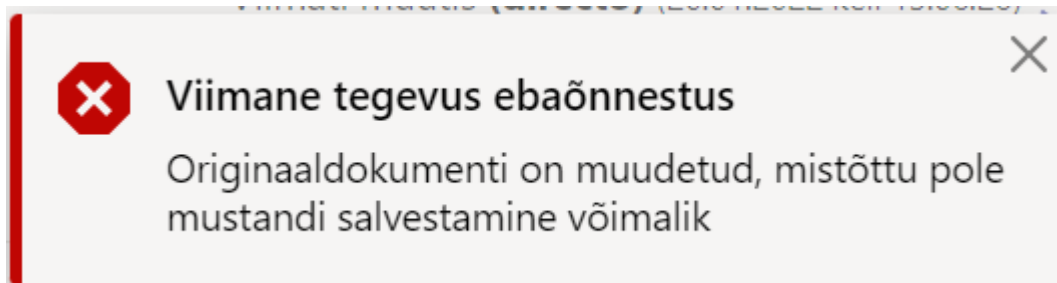 Viimane tegevus ebaõnnestus
Originaaldokumenti on muudetud, mistõttu pole
mustandi salvestamine võimalik